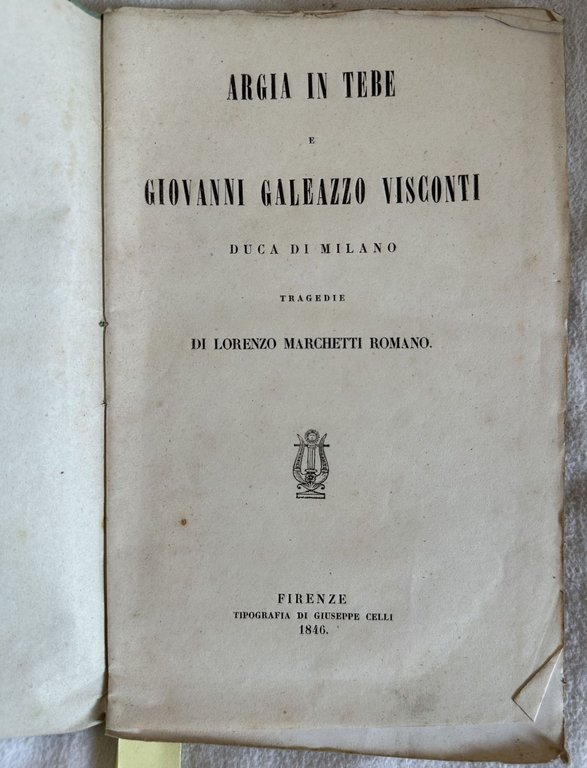 ARGIA IN TEBE
E
GIOVANNI GALEAZZO VISCONTI
DUCA DI MILANO
TRAGEDIE
DI LORENZO MARCHETTI ROMANO.
FIRENZE
TIPOGRAFIA DI GIUSEPPE CELLI
1846.